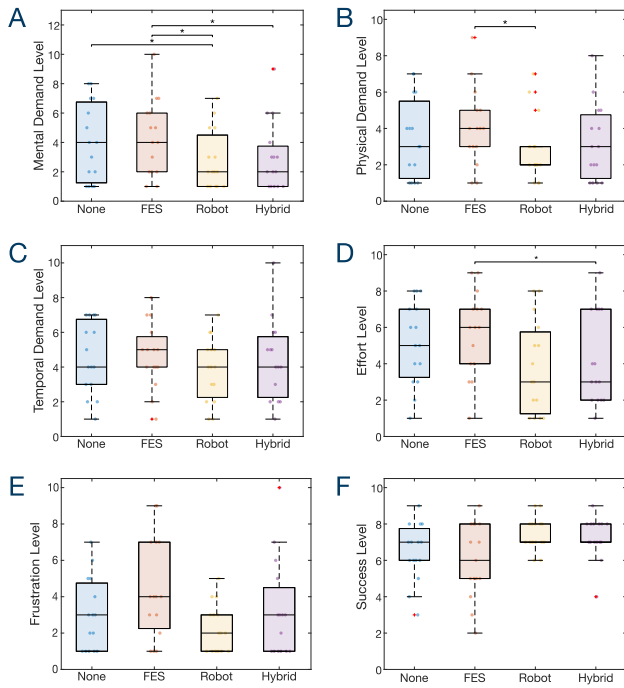 A
12
10
8
6
4
2
0
Mental Demand Level
*
*
*
None FES Robot Hybrid
B
10
8
6
4
2
0
Physical Demand Level
*
None FES Robot Hybrid
C
10
8
6
4
2
0
Temporal Demand Level
None FES Robot Hybrid
D
10
8
6
4
2
0
Effort Level
*
None FES Robot Hybrid
E
10
8
6
4
2
0
Frustration Level
None FES Robot Hybrid
F
10
8
6
4
2
0
Success Level
None FES Robot Hybrid